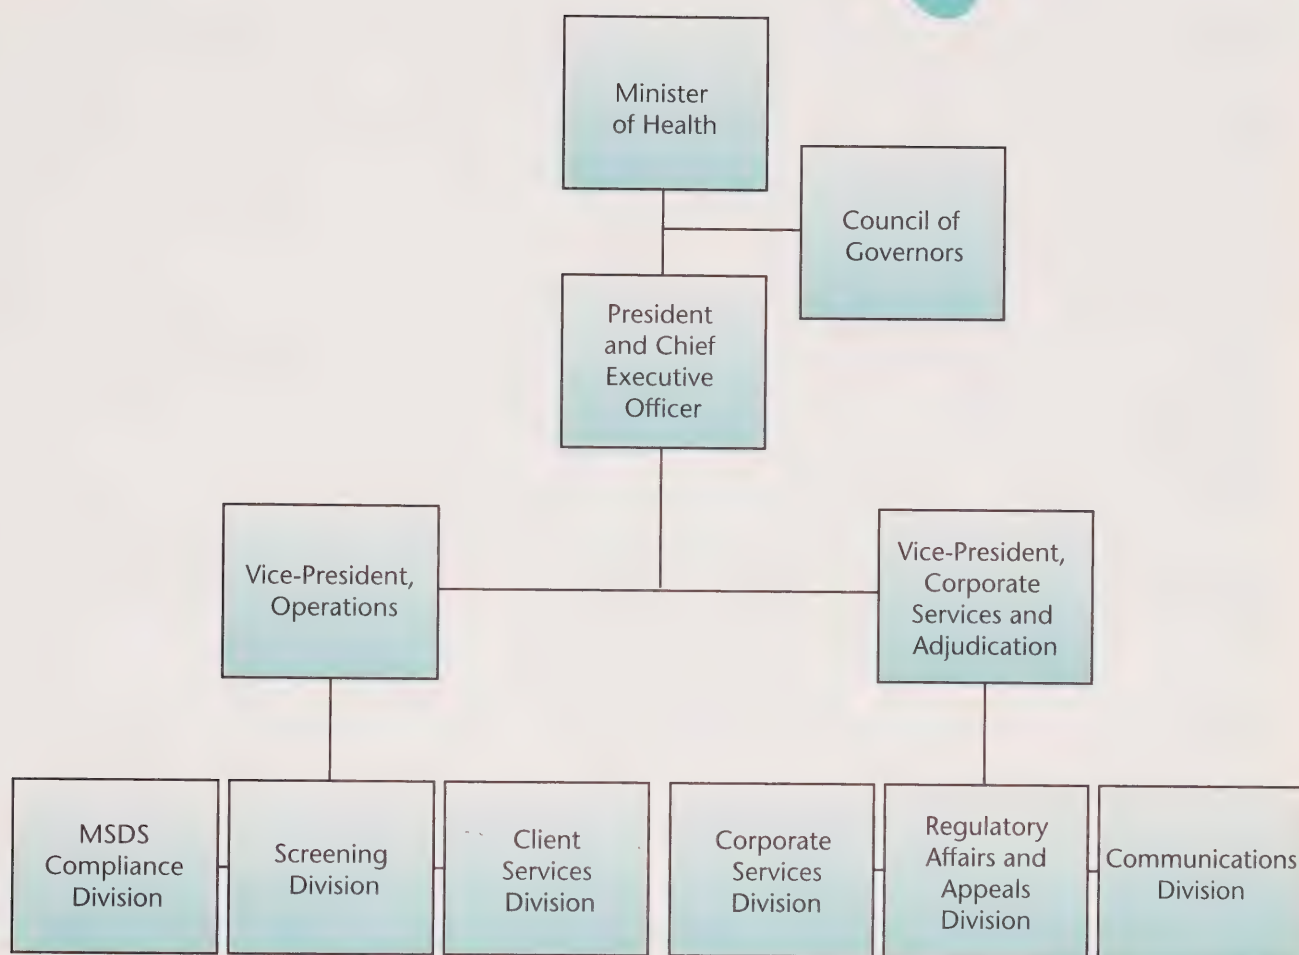 Minister
of Health
Council of
Governors
President
and Chief
Executive
Officer
Vice-President,
Operations
Vice-President,
Corporate
Services and
Adjudication
MSDS
Compliance
Division
Screening
Division
Client
Services
Division
Corporate
Services
Division
Regulatory
Affairs and
Appeals
Division
Communications
Division